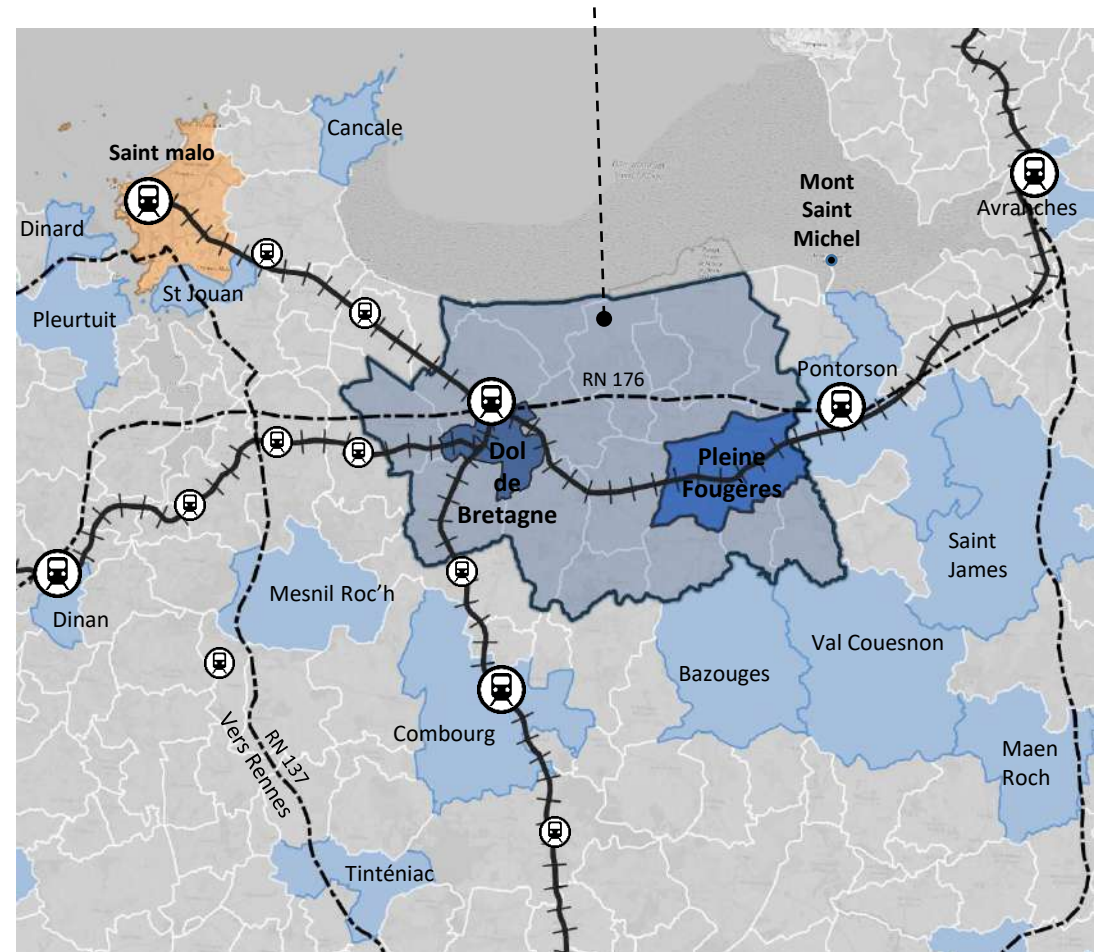 Cancale
Saint malo
Mont
Saint
Michel
Avranches
Dinard
St Jouan
Pleurtuit
RN 176
Pontorson
Dol
de
Bretagne
Pleine
Fougères
Saint
James
Mesnil Roc'h
Dinan
Val Couesnon
Bazouges
Combourg
RN 137
Vers Rennes
Maen
Roch
Tinténiac